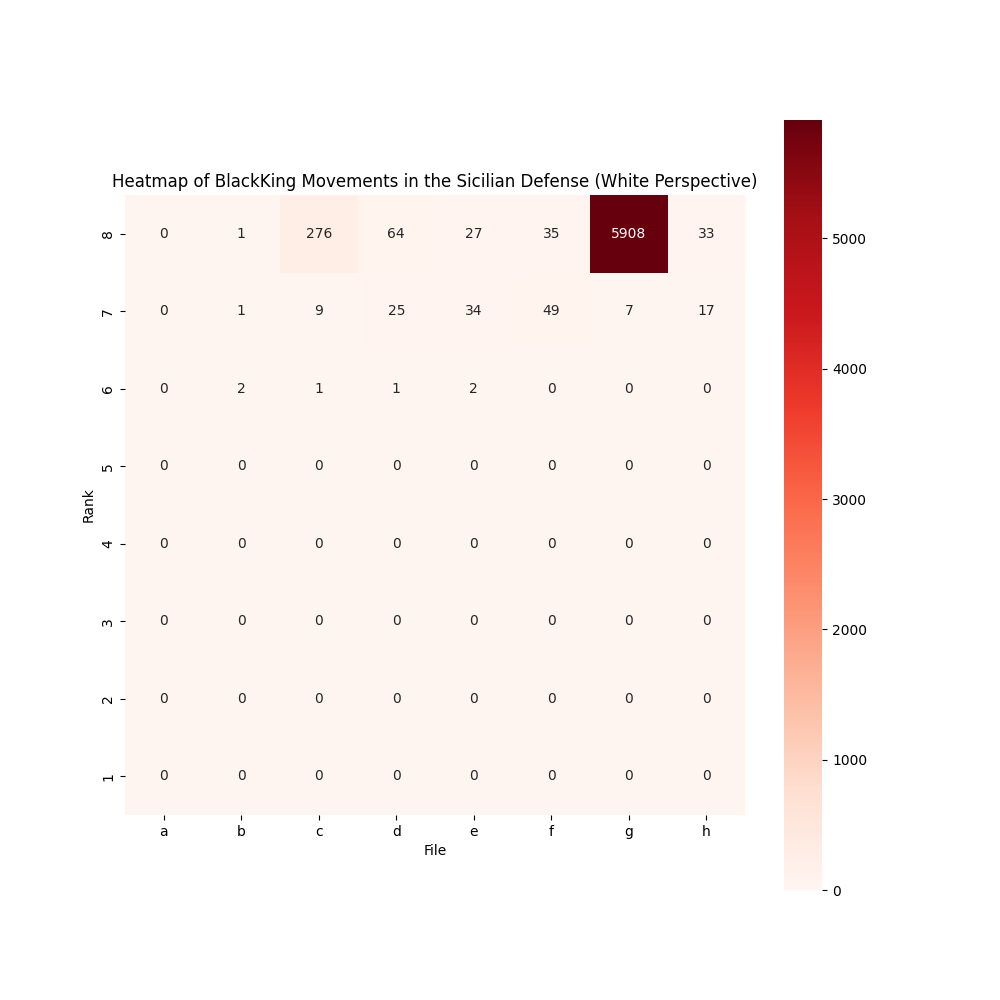 Heatmap of BlackKing Movements in the Sicilian Defense (White Perspective)
8 0 1 276 64 27 35 5908 33
7 0 1 9 25 34 49 7 17
6 0 2 1 1 2 0 0 0
5 0 0 0 0 0 0 0 0
4 0 0 0 0 0 0 0 0
3 0 0 0 0 0 0 0 0
2 0 0 0 0 0 0 0 0
1 0 0 0 0 0 0 0 0
a b c d e f g h
File
Rank
5000
4000
3000
2000
1000
0